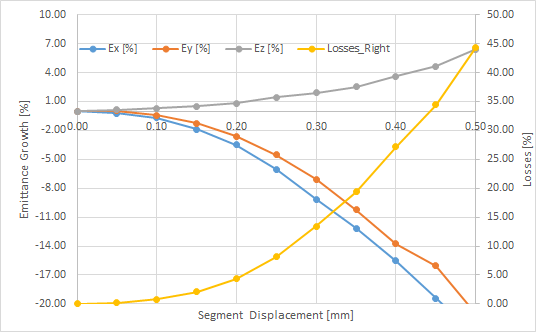 10.00 50.00
Ex [%] Ey [%] Ez [%] Losses_Right
7.00 45.00
4.00 40.00
1.00 35.00
0.00 0.10 0.20 0.30 0.40 0.50
-2.00 30.00
-5.00 25.00
-8.00 20.00
-11.00 15.00
-14.00 10.00
-17.00 5.00
-20.00 0.00
Emittance Growth [%]
Losses [%]
Segment Displacement [mm]